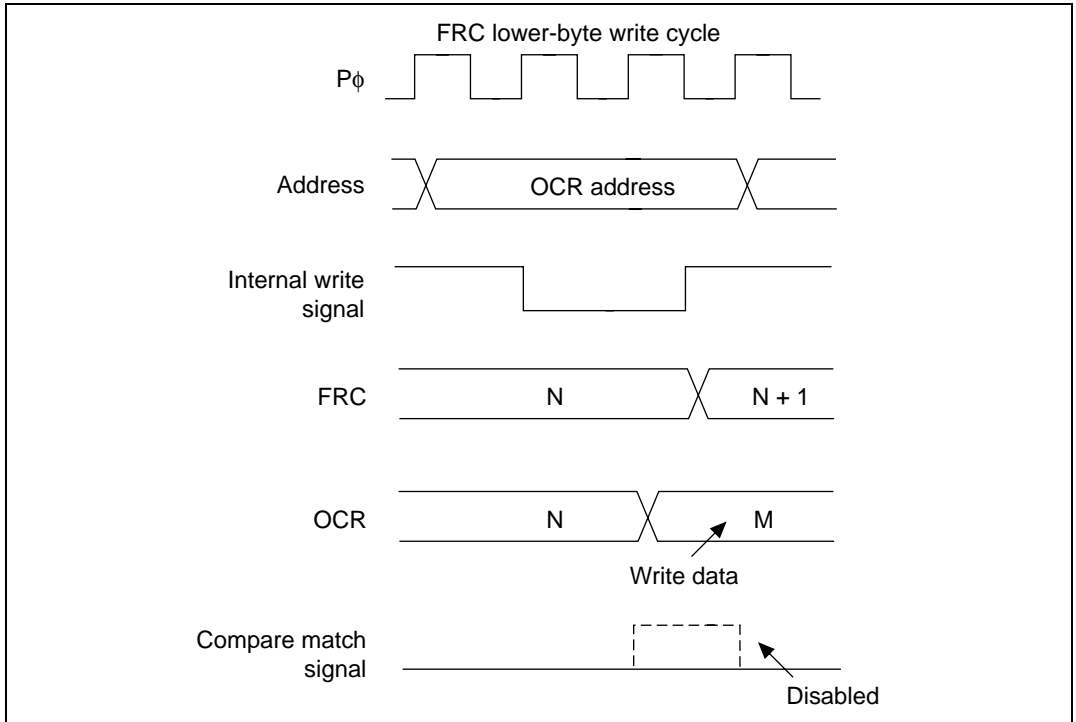 FRC lower-byte write cycle
Pϕ
Address
OCR address
Internal write
signal
FRC
N
N + 1
OCR
N
M
Write data
Compare match
signal
Disabled